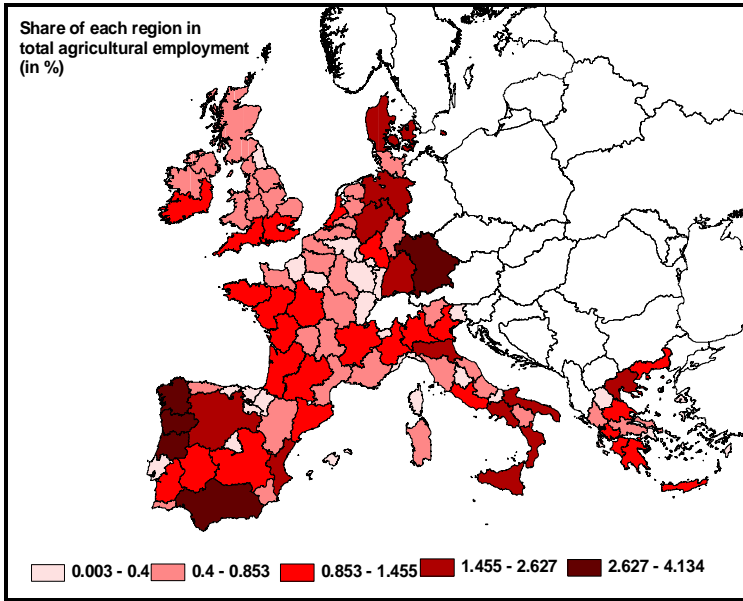 Share of each region in
total agricultural employment
(in %)
0.003 - 0.4 0.4 - 0.853 0.853 - 1.455 1.455 - 2.627 2.627 - 4.134